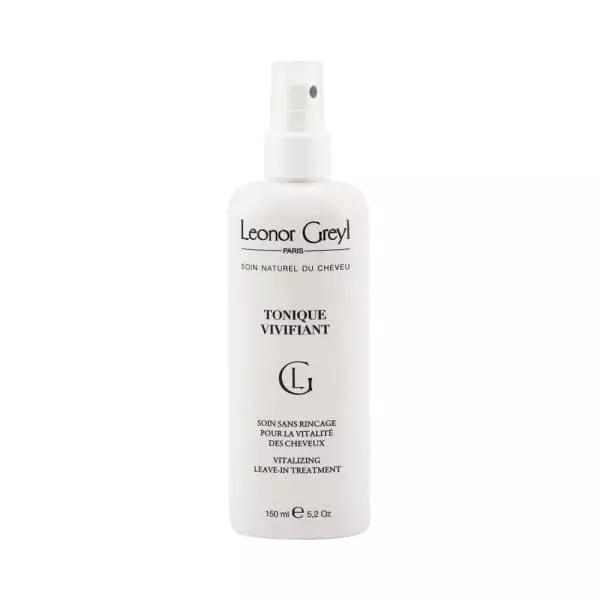 Leonor Greyl
PARIS
SOIN NATUREL DU CHEVEU
TONIQUE
VIVIFIANT
LG
SOIN SANS RINCAGE
POUR LA VITALITÉ
DES CHEVEUX
VITALIZING
LEAVE-IN TREATMENT
150 ml ℮ 5,2 Oz